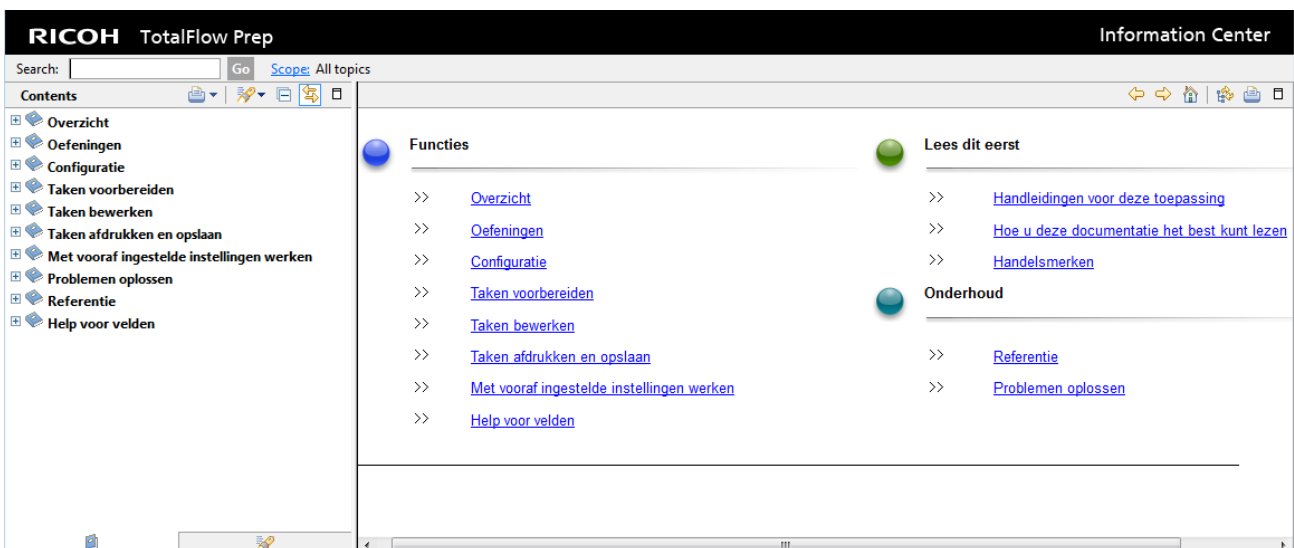 RICOH TotalFlow Prep
Information Center
Search:
Go
Scope: All topics
Contents
Overzicht
Oefeningen
Configuratie
Taken voorbereiden
Taken bewerken
Taken afdrukken en opslaan
Met vooraf ingestelde instellingen werken
Problemen oplossen
Referentie
Help voor velden
Functies
>> Overzicht
>> Oefeningen
>> Configuratie
>> Taken voorbereiden
>> Taken bewerken
>> Taken afdrukken en opslaan
>> Met vooraf ingestelde instellingen werken
>> Help voor velden
Lees dit eerst
>> Handleidingen voor deze toepassing
>> Hoe u deze documentatie het best kunt lezen
>> Handelsmerken
Onderhoud
>> Referentie
>> Problemen oplossen